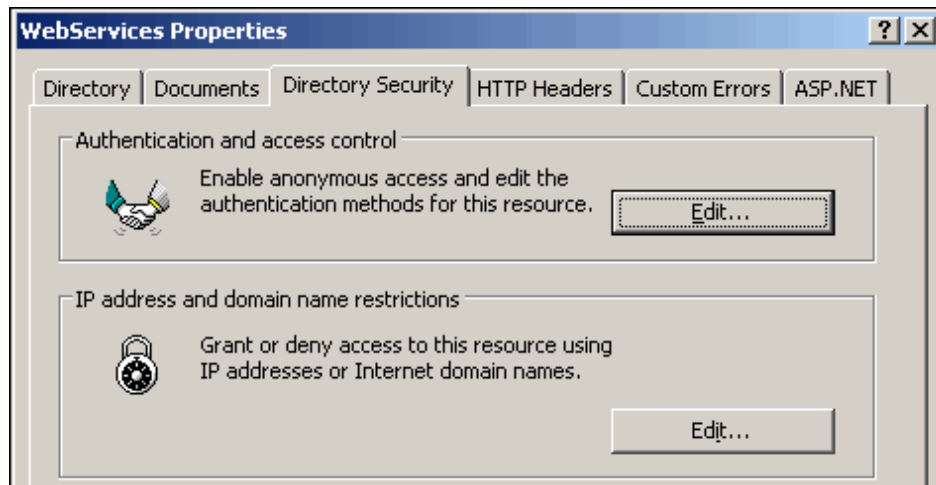 WebServices Properties
Directory Documents Directory Security HTTP Headers Custom Errors ASP.NET
Authentication and access control
Enable anonymous access and edit the
authentication methods for this resource.
Edit...
IP address and domain name restrictions
Grant or deny access to this resource using
IP addresses or Internet domain names.
Edit...